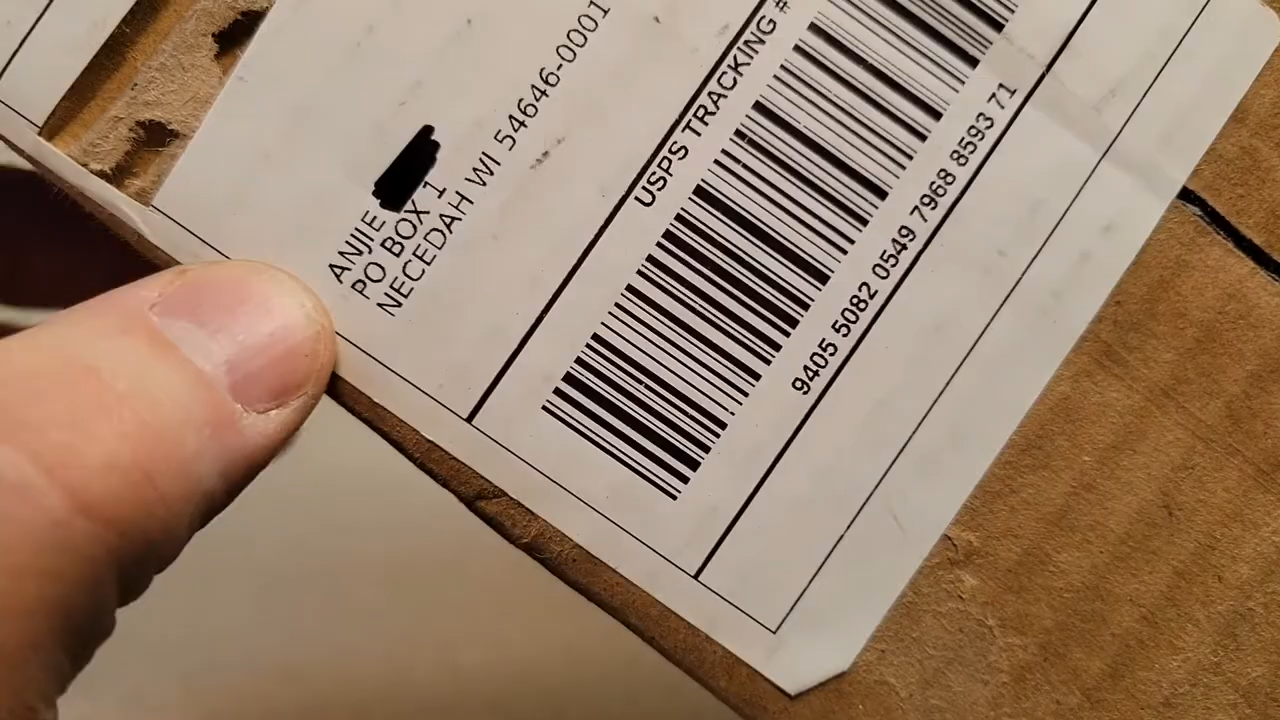 ANJIE
PO BOX 1
NECEDAH WI 54646-0001
USPS TRACKING #
9405 5082 0549 7968 8593 71